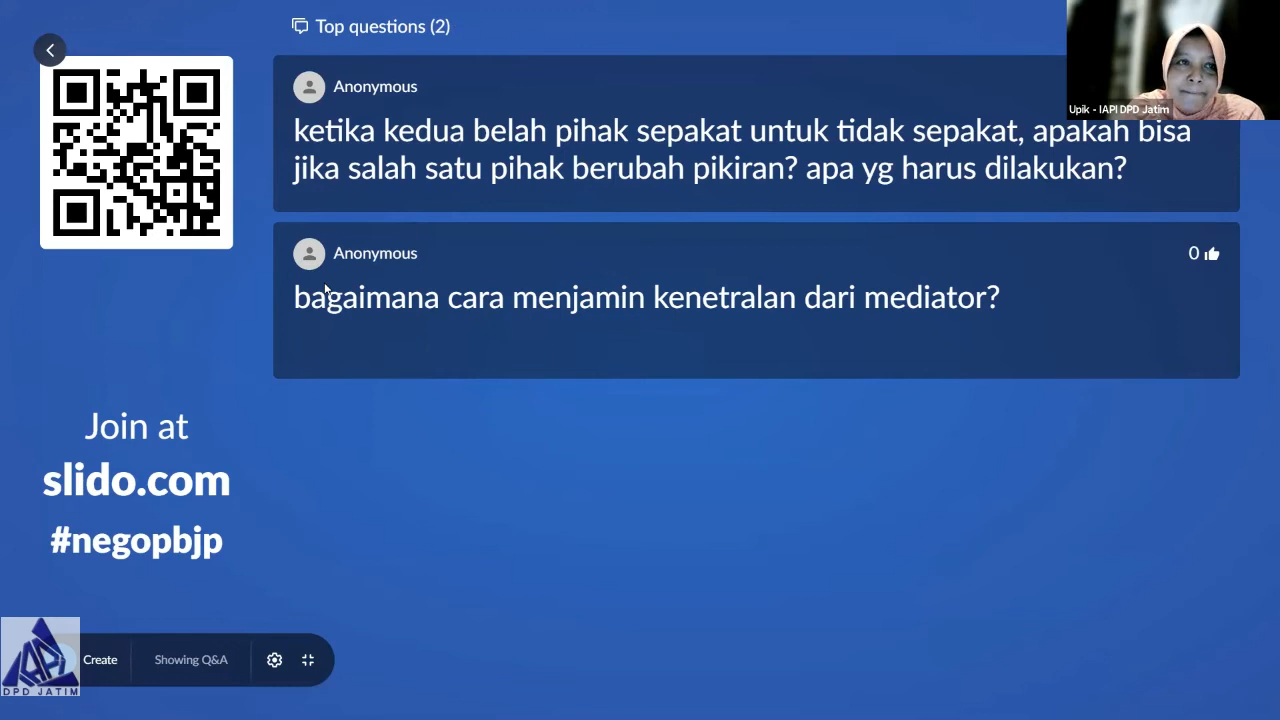 Top questions (2)
Upik - IAPI DPD Jatim
Anonymous
ketika kedua belah pihak sepakat untuk tidak sepakat, apakah bisa
jika salah satu pihak berubah pikiran? apa yg harus dilakukan?
Anonymous
0
bagaimana cara menjamin kenetralan dari mediator?
Join at
slido.com
#negopbjp
Create
Showing Q&A
IAPI
DPD JATIM